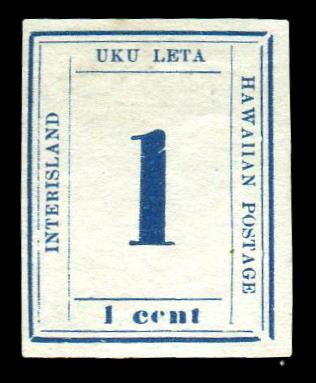 UKU LETA
INTERISLAND
HAWAIIAN POSTAGE
1
1 cent